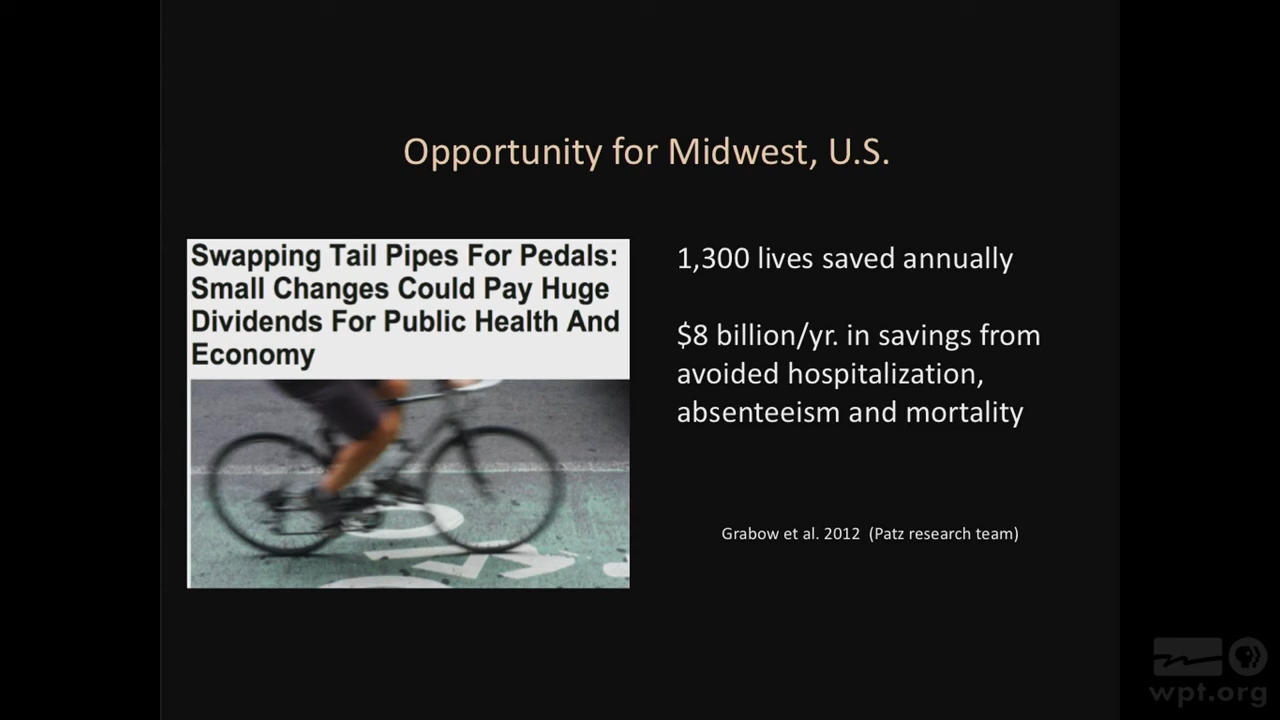 Opportunity for Midwest, U.S.
Swapping Tail Pipes For Pedals:
Small Changes Could Pay Huge
Dividends For Public Health And
Economy
1,300 lives saved annually
$8 billion/yr. in savings from
avoided hospitalization,
absenteeism and mortality
Grabow et al. 2012 (Patz research team)
wpt.org